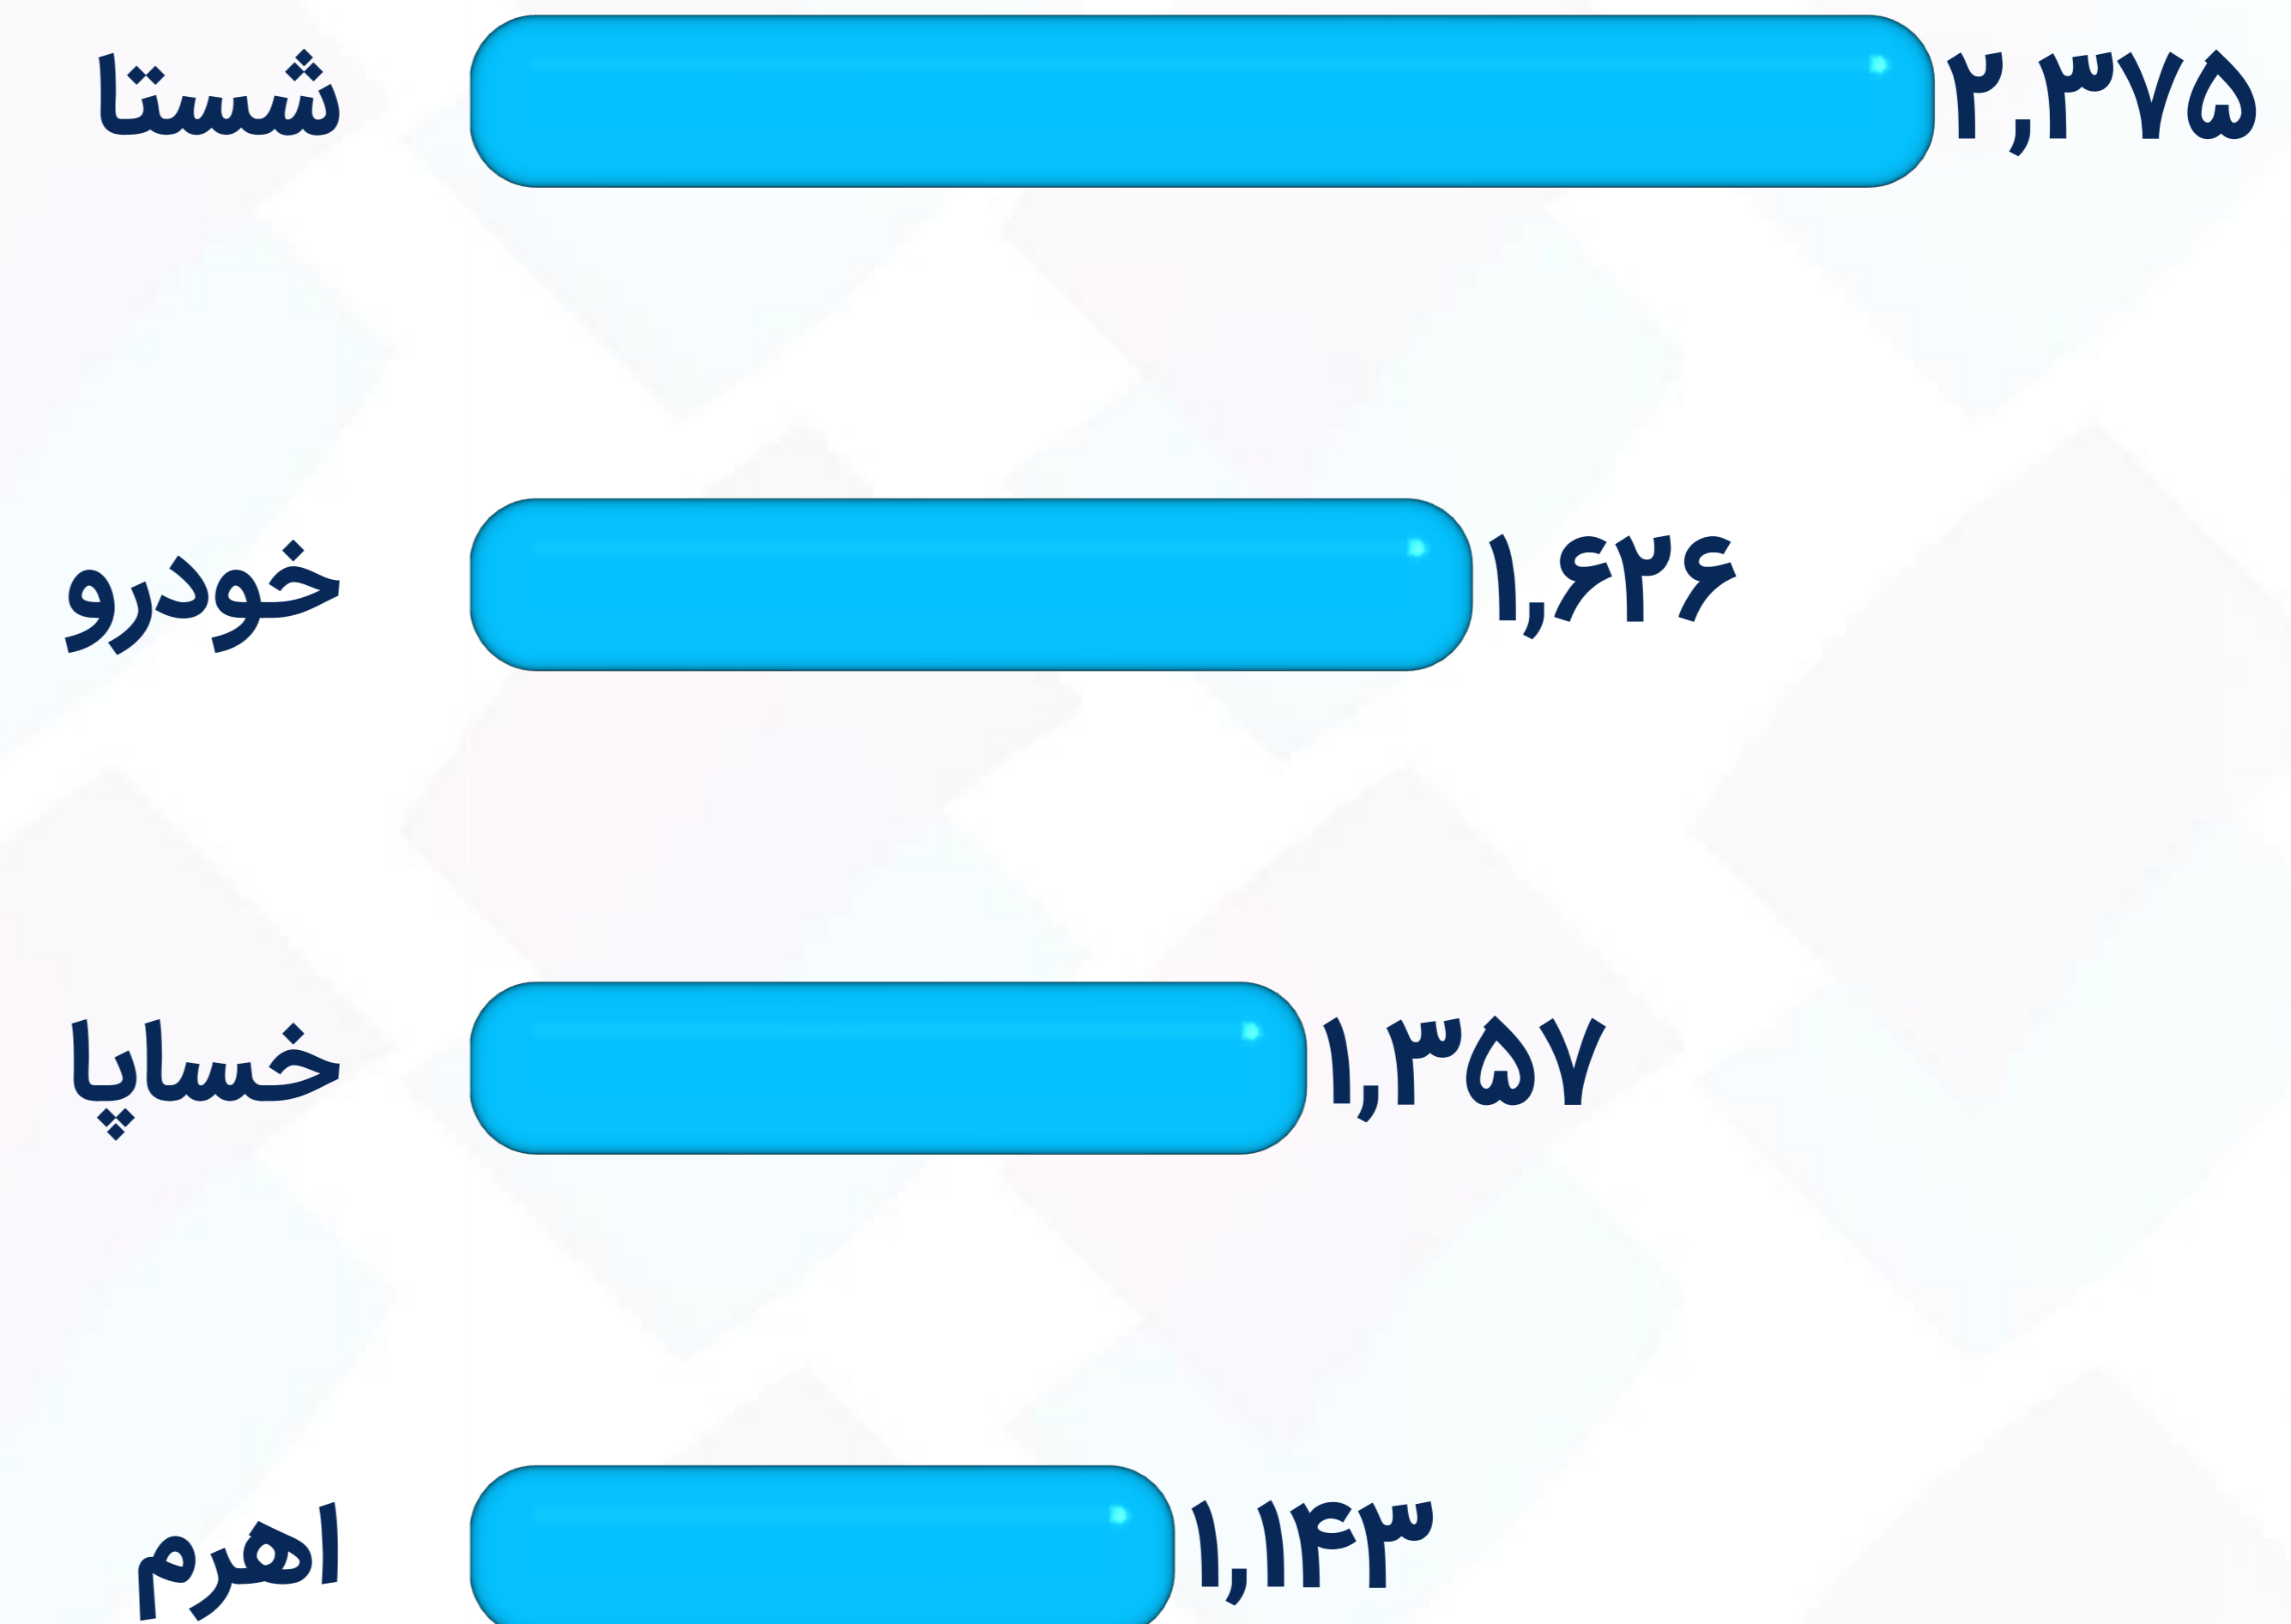 شستا ۲,۳۷۵
خودرو ۱,۶۲۶
خساپا ۱,۳۵۷
اهرم ۱,۱۴۳